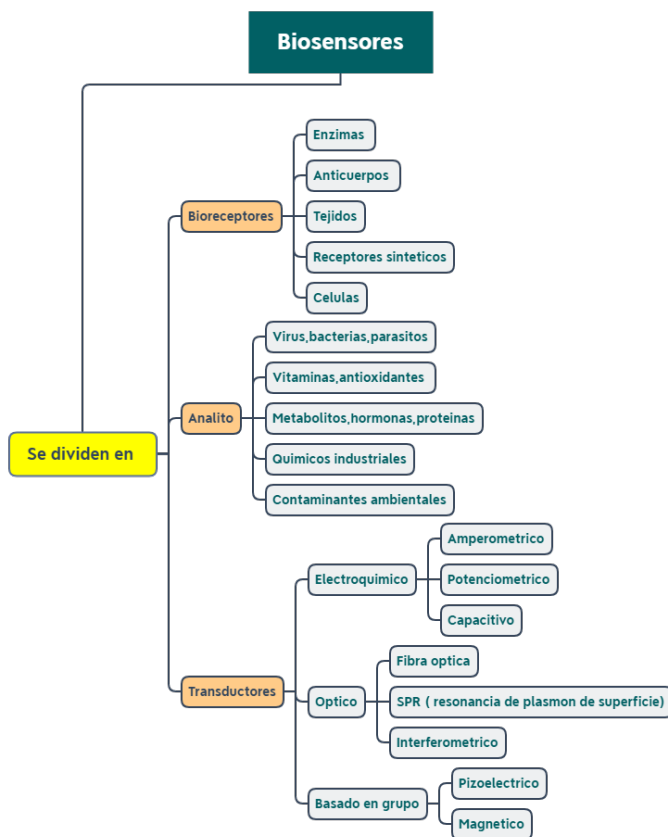 Biosensores
Se dividen en
Bioreceptores
Enzimas
Anticuerpos
Tejidos
Receptores sinteticos
Celulas
Analito
Virus,bacterias,parasitos
Vitaminas,antioxidantes
Metabolitos,hormonas,proteinas
Quimicos industriales
Contaminantes ambientales
Transductores
Electroquimico
Amperometrico
Potenciometrico
Capacitivo
Optico
Fibra optica
SPR ( resonancia de plasmon de superficie)
Interferometrico
Basado en grupo
Pizoelectrico
Magnetico